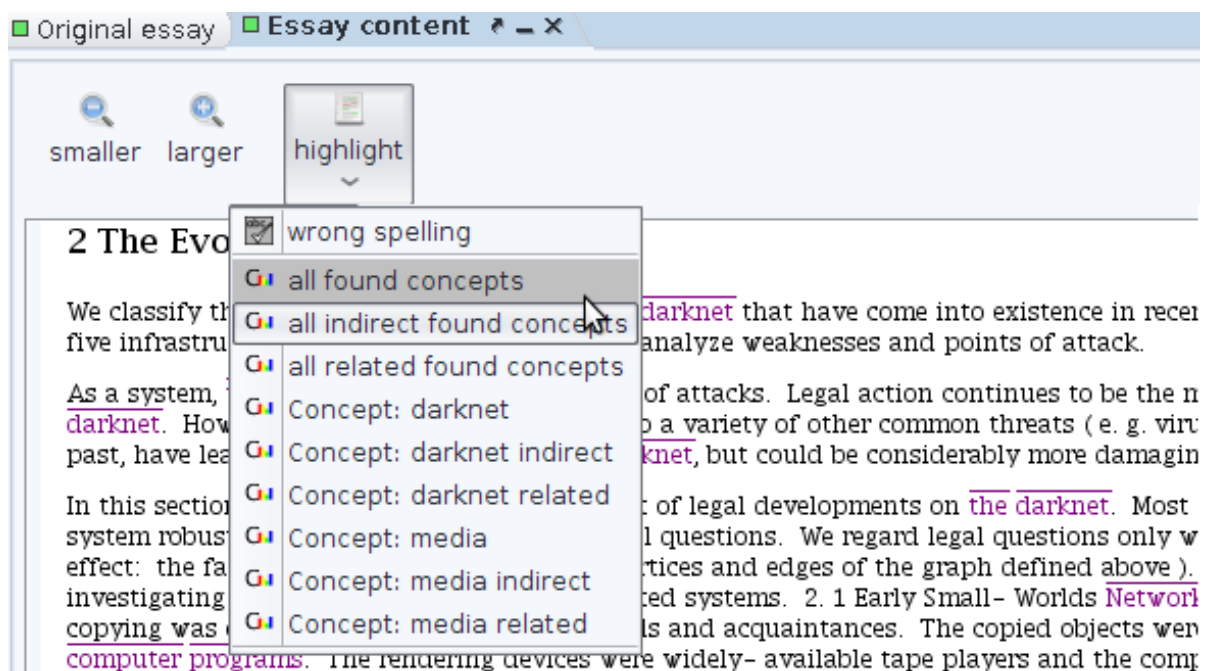 Original essay
Essay content
smaller
larger
highlight
2 The Evo
wrong spelling
all found concepts
We classify th
darknet that have come into existence in recen
all indirect found concepts
five infrastru
analyze weaknesses and points of attack.
all related found concepts
As a system,
of attacks. Legal action continues to be the m
Concept: darknet
darknet. How
o a variety of other common threats ( e. g. viru
Concept: darknet indirect
past, have lea
knet, but could be considerably more damagin
Concept: darknet related
In this section
t of legal developments on the darknet. Most
Concept: media
system robus
l questions. We regard legal questions only w
Concept: media indirect
effect: the fa
rtices and edges of the graph defined above ).
investigating
ted systems. 2. 1 Early Small- Worlds Network
Concept: media related
copying was
ls and acquaintances. The copied objects wer
computer programs. The rendering devices were widely- available tape players and the comp